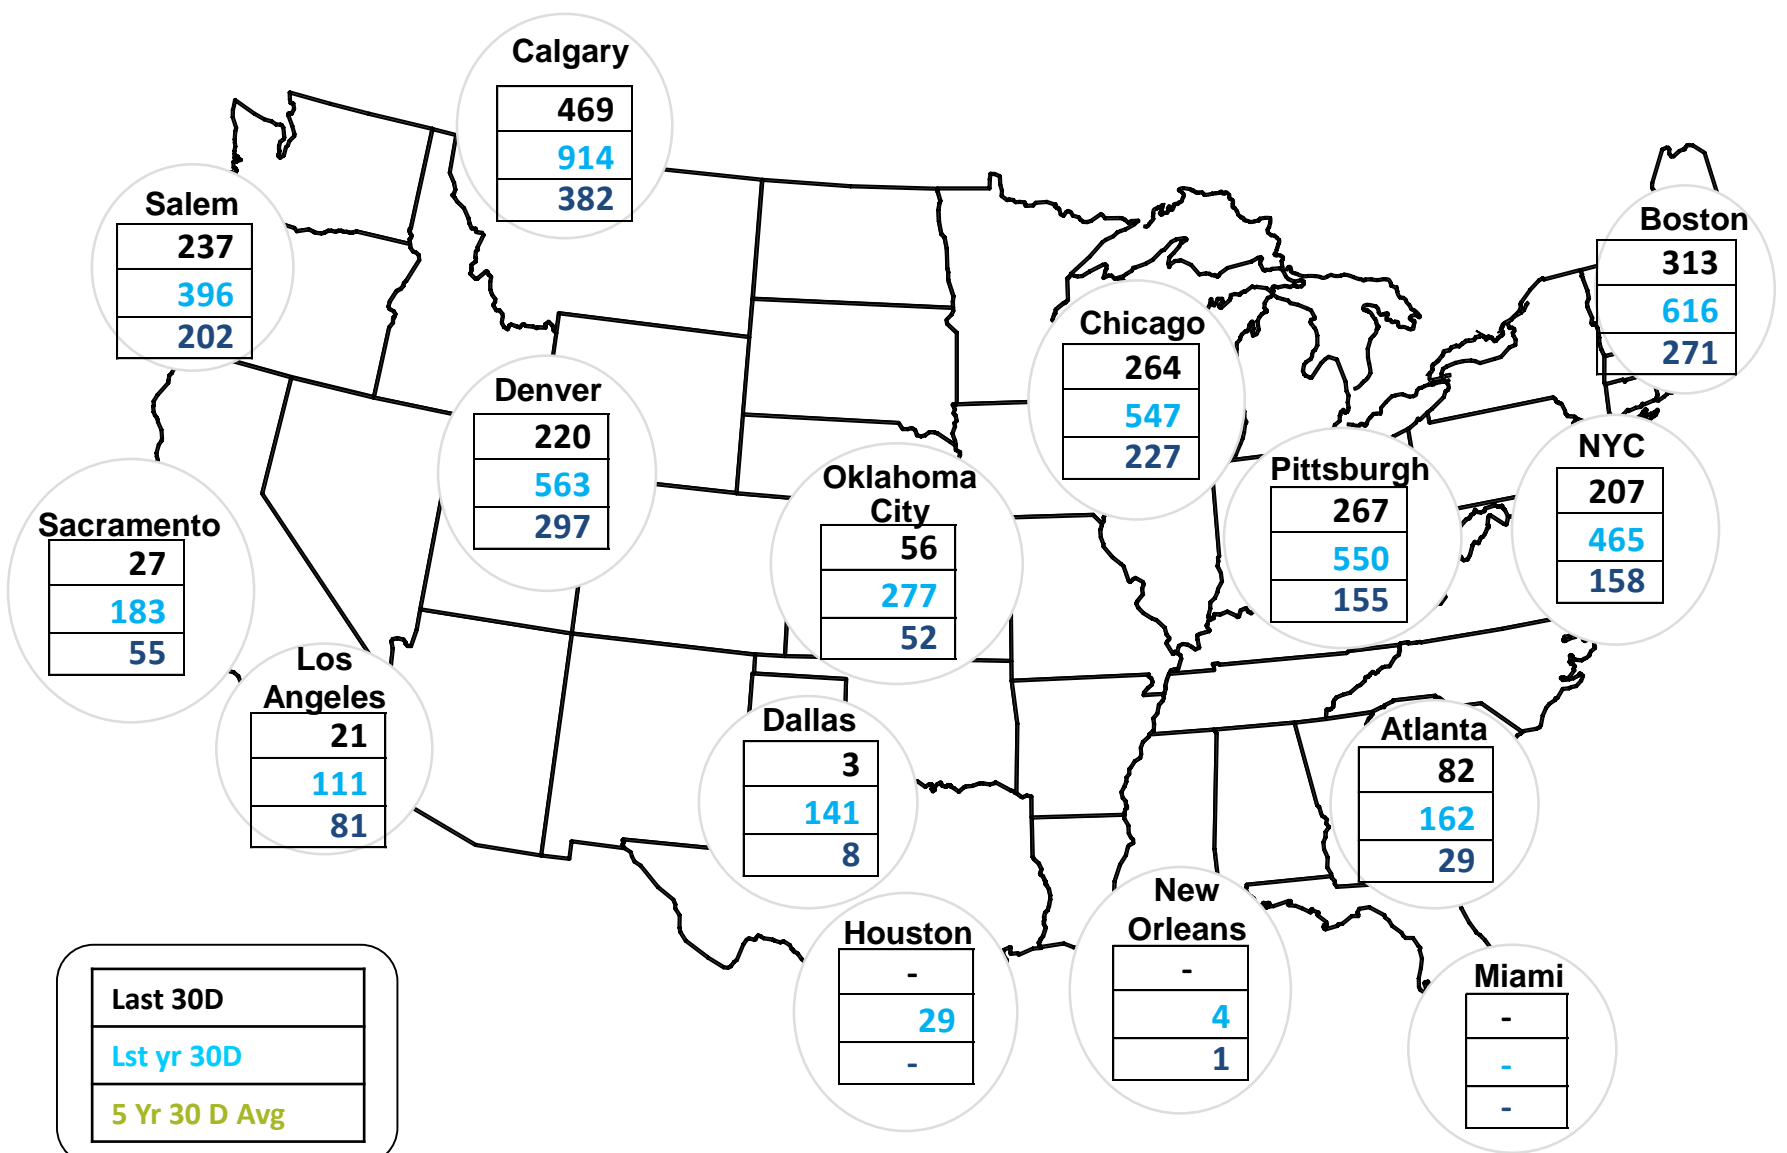 Calgary
469
914
382
Salem
237
396
202
Boston
313
616
271
Chicago
264
547
227
Denver
220
563
297
Oklahoma
City
56
277
52
Pittsburgh
267
550
155
NYC
207
465
158
Sacramento
27
183
55
Los
Angeles
21
111
81
Dallas
3
141
8
Atlanta
82
162
29
Houston
-
29
-
New
Orleans
-
4
1
Miami
-
-
-
Last 30D
Lst yr 30D
5 Yr 30 D Avg